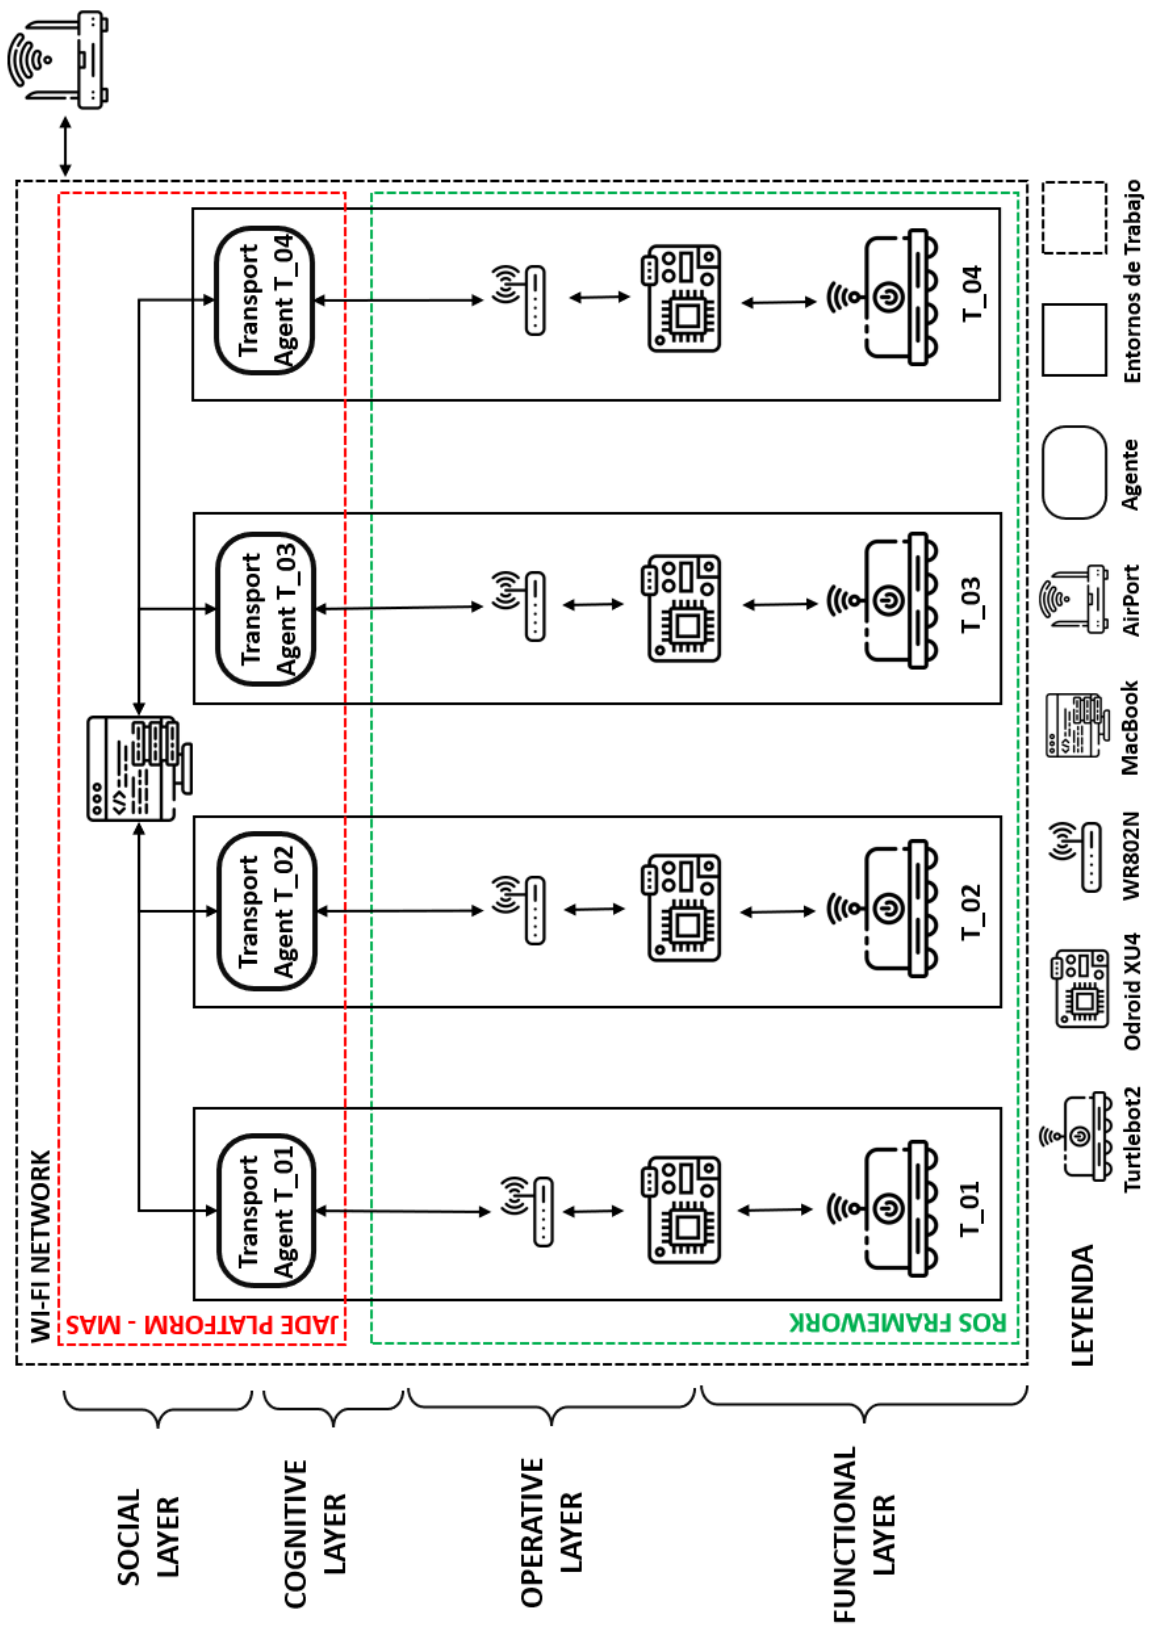 WI-FI NETWORK
JADE PLATFORM - MAS
ROS FRAMEWORK
SOCIAL
LAYER
COGNITIVE
LAYER
OPERATIVE
LAYER
FUNCTIONAL
LAYER
Transport
Agent T_01
Transport
Agent T_02
Transport
Agent T_03
Transport
Agent T_04
T_01
T_02
T_03
T_04
LEYENDA
Turtlebot2
Odroid XU4
WR802N
MacBook
AirPort
Agente
Entornos de Trabajo